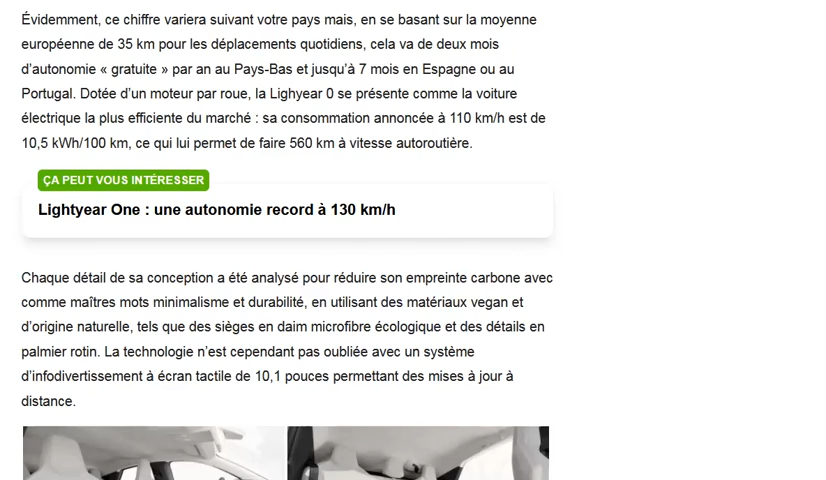 Évidemment, ce chiffre variera suivant votre pays mais, en se basant sur la moyenne
européenne de 35 km pour les déplacements quotidiens, cela va de deux mois
d'autonomie « gratuite » par an au Pays-Bas et jusqu'à 7 mois en Espagne ou au
Portugal. Dotée d'un moteur par roue, la Lighyear 0 se présente comme la voiture
électrique la plus efficiente du marché : sa consommation annoncée à 110 km/h est de
10,5 kWh/100 km, ce qui lui permet de faire 560 km à vitesse autoroutière.
ÇA PEUT VOUS INTÉRESSER
Lightyear One : une autonomie record à 130 km/h
Chaque détail de sa conception a été analysé pour réduire son empreinte carbone avec
comme maîtres mots minimalisme et durabilité, en utilisant des matériaux vegan et
d'origine naturelle, tels que des sièges en daim microfibre écologique et des détails en
palmier rotin. La technologie n'est cependant pas oubliée avec un système
d'infodivertissement à écran tactile de 10,1 pouces permettant des mises à jour à
distance.